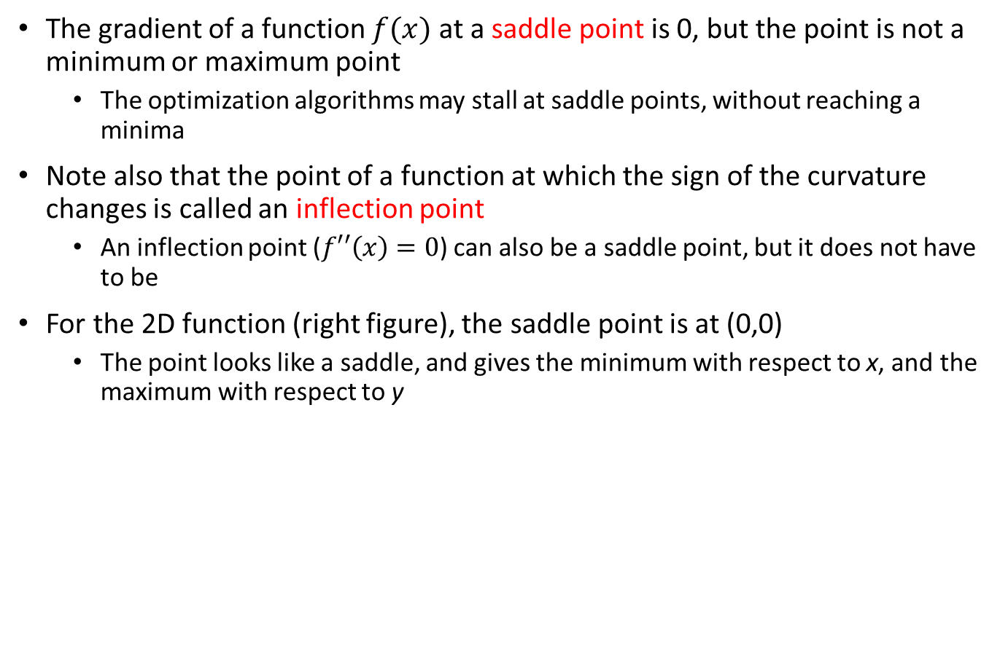 • The gradient of a function f(x) at a saddle point is 0, but the point is not a
minimum or maximum point
• The optimization algorithms may stall at saddle points, without reaching a
minima
• Note also that the point of a function at which the sign of the curvature
changes is called an inflection point
• An inflection point (f′′(x) = 0) can also be a saddle point, but it does not have
to be
• For the 2D function (right figure), the saddle point is at (0,0)
• The point looks like a saddle, and gives the minimum with respect to x, and the
maximum with respect to y